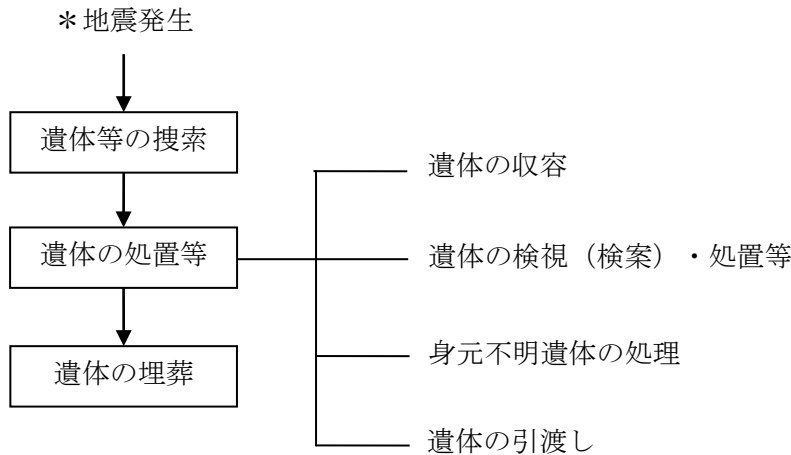 ＊地震発生
遺体等の捜索
遺体の処置等
遺体の埋葬
遺体の収容
遺体の検視（検案）・処置等
身元不明遺体の処理
遺体の引渡し